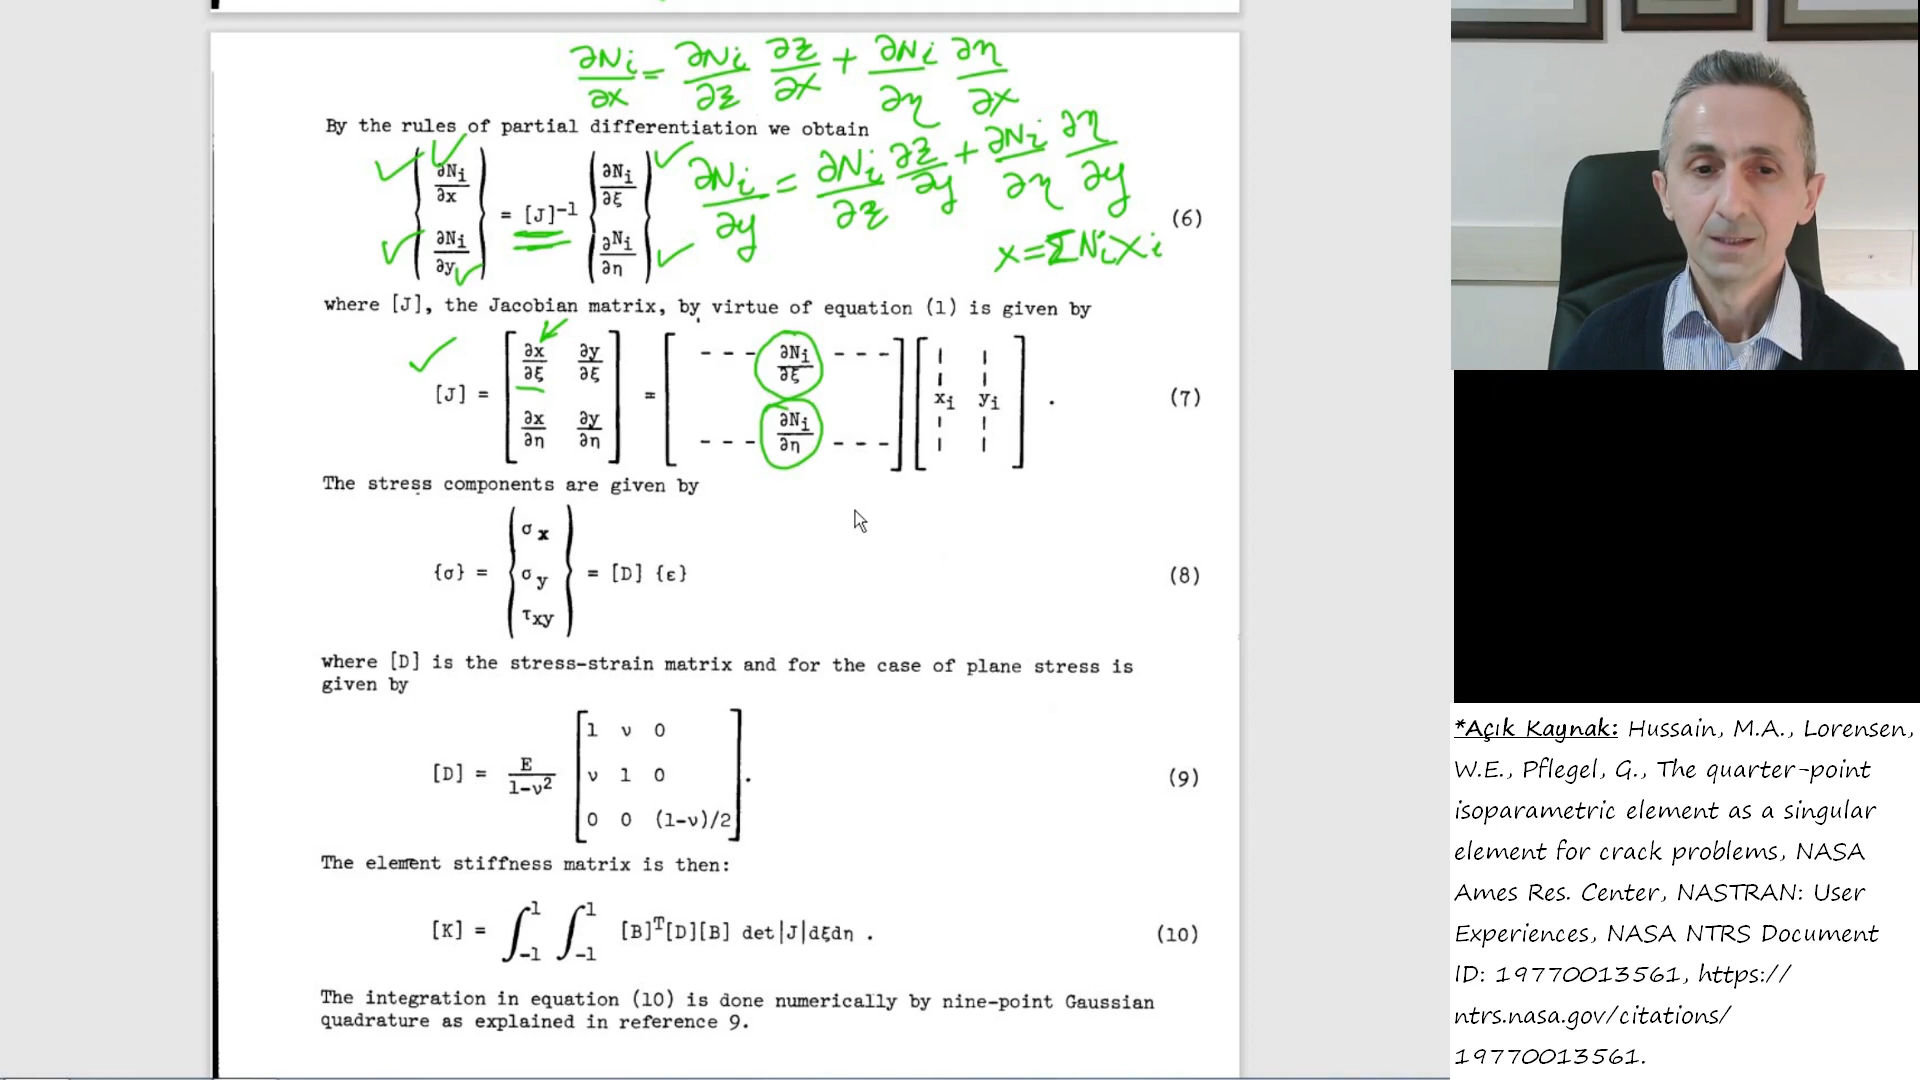 ∂Ni/∂x = ∂Ni/∂ξ ∂ξ/∂x + ∂Ni/∂η ∂η/∂x
By the rules of partial differentiation we obtain
{∂Ni/∂x ∂Ni/∂y} = [J]⁻¹ {∂Ni/∂ξ ∂Ni/∂η} (6)
∂Ni/∂y = ∂Ni/∂ξ ∂ξ/∂y + ∂Ni/∂η ∂η/∂y
x=ΣNiXi
where [J], the Jacobian matrix, by virtue of equation (1) is given by
[J] = [∂x/∂ξ ∂y/∂ξ ∂x/∂η ∂y/∂η] = [--- ∂Ni/∂ξ --- --- ∂Ni/∂η ---] [xi yi] . (7)
The stress components are given by
{σ} = {σx σy τxy} = [D] {ε} (8)
where [D] is the stress-strain matrix and for the case of plane stress is
given by
[D] = E/1-ν² [1 ν 0
ν 1 0
0 0 (1-ν)/2] . (9)
The element stiffness matrix is then:
[K] = ∫₋₁¹ ∫₋₁¹ [B]ᵀ[D][B] det|J|dξdη . (10)
The integration in equation (10) is done numerically by nine-point Gaussian
quadrature as explained in reference 9.
*Açık Kaynak: Hussain, M.A., Lorensen,
W.E., Pflegel, G., The quarter-point
isoparametric element as a singular
element for crack problems, NASA
Ames Res. Center, NASTRAN: User
Experiences, NASA NTRS Document
ID: 19770013561, https://
ntrs.nasa.gov/citations/
19770013561.